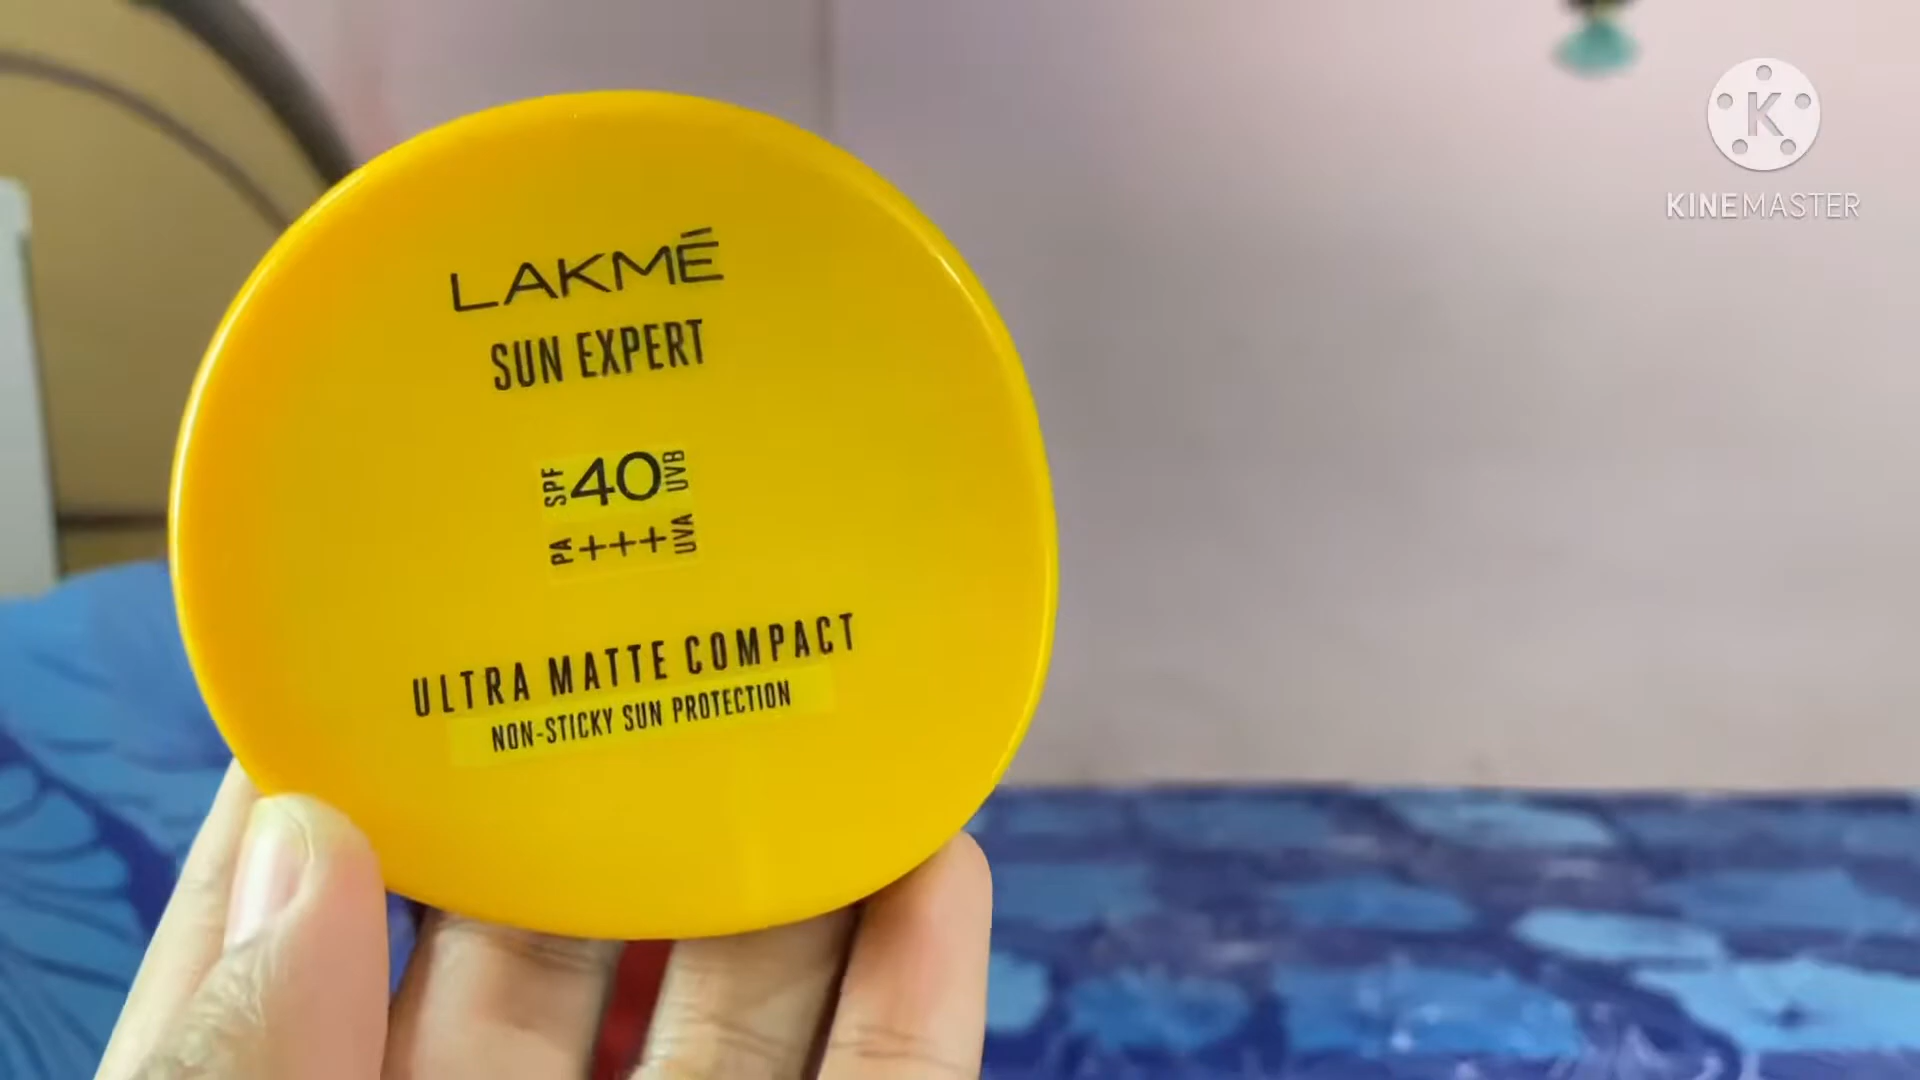 LAKMÉ
SUN EXPERT
SPF 40 UVB
PA +++ UVA
ULTRA MATTE COMPACT
NON-STICKY SUN PROTECTION
K
KINEMASTER